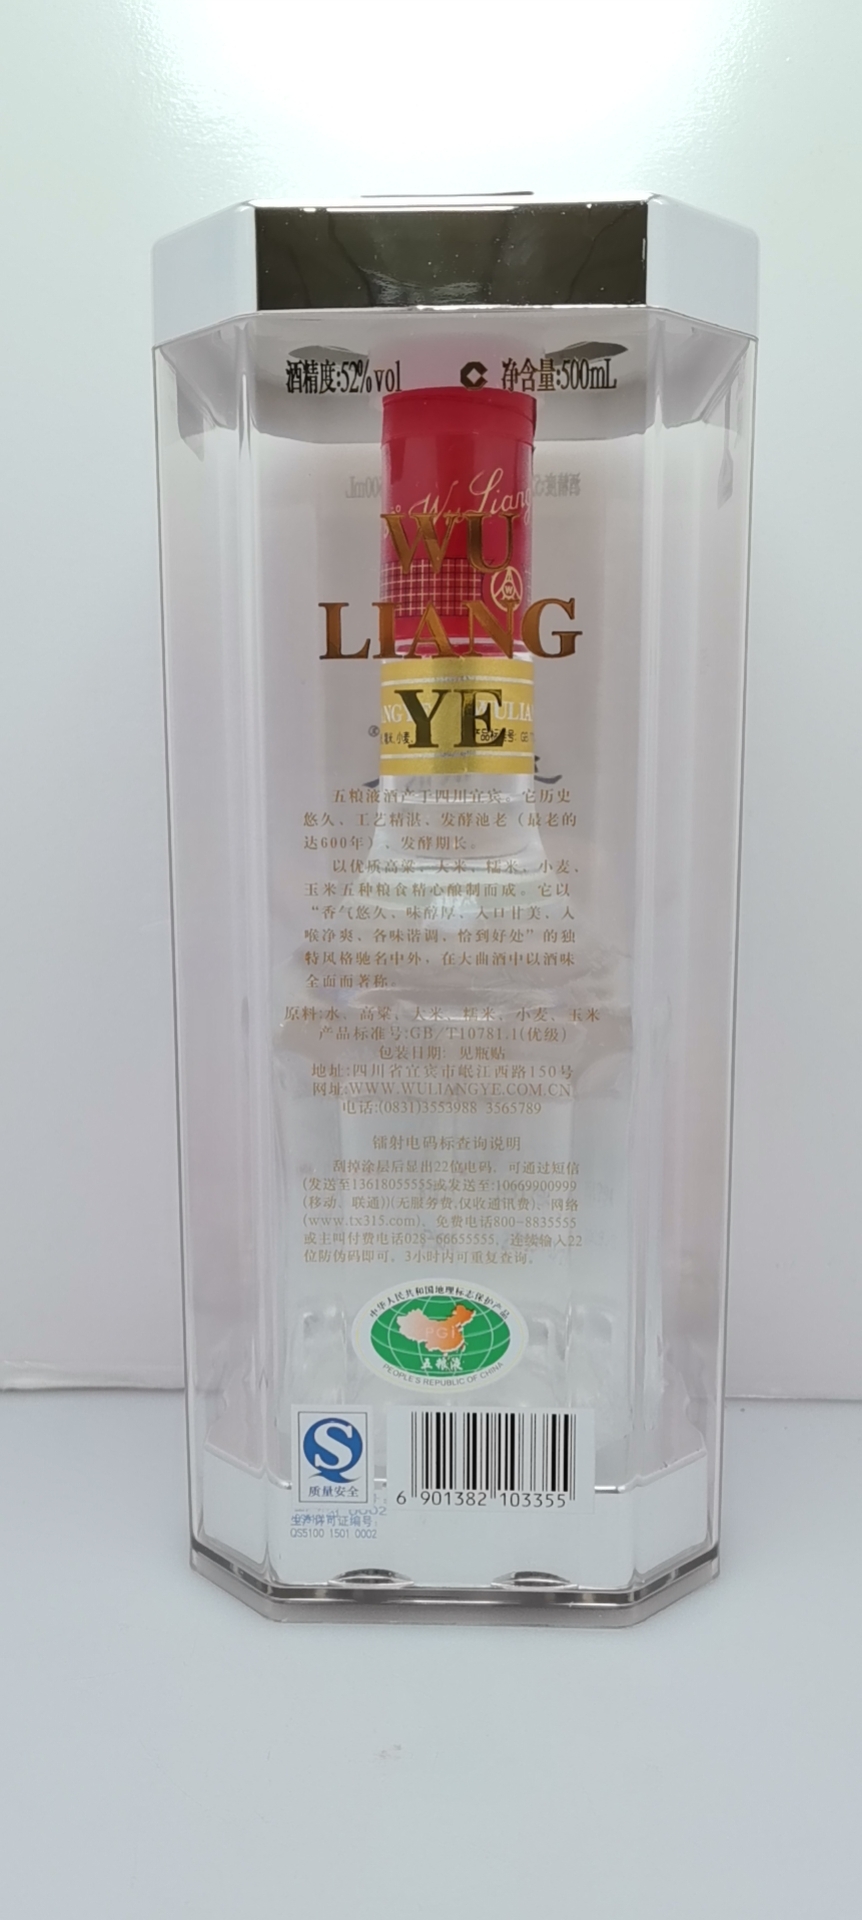 酒精度:52%vol 净含量:500mL
Wu Liang
WU
LIANG
YE
五粮液酒产于四川宜宾。它历史
悠久、工艺精湛、发酵池老（最老的
达600年）、发酵期长。
以优质高粱、大米、糯米、小麦、
玉米五种粮食精心酿制而成。它以
“香气悠久、味醇厚、入口甘美、入
喉净爽、各味谐调、恰到好处”的独
特风格驰名中外，在大曲酒中以酒味
全面而著称。
原料:水、高粱、大米、糯米、小麦、玉米
产品标准号:GB/T10781.1(优级)
包装日期: 见瓶贴
地址:四川省宜宾市岷江西路150号
网址:WWW.WULIANGYE.COM.CN
电话:(0831)3553988 3565789
镭射电码标查询说明
刮掉涂层后显出22位电码，可通过短信
(发送至13618055555或发送至:10669900999
(移动、联通))(无服务费,仅收通讯费)、网络
(www.tx315.com)、免费电话800-8835555
或主叫付费电话028-66655555，连续输入22
位防伪码即可。3小时内可重复查询。
中华人民共和国地理标志保护产品
PGI
五粮液
PEOPLE'S REPUBLIC OF CHINA
质量安全
6 901382 103355
生产许可证编号:
QS5100 1501 0002